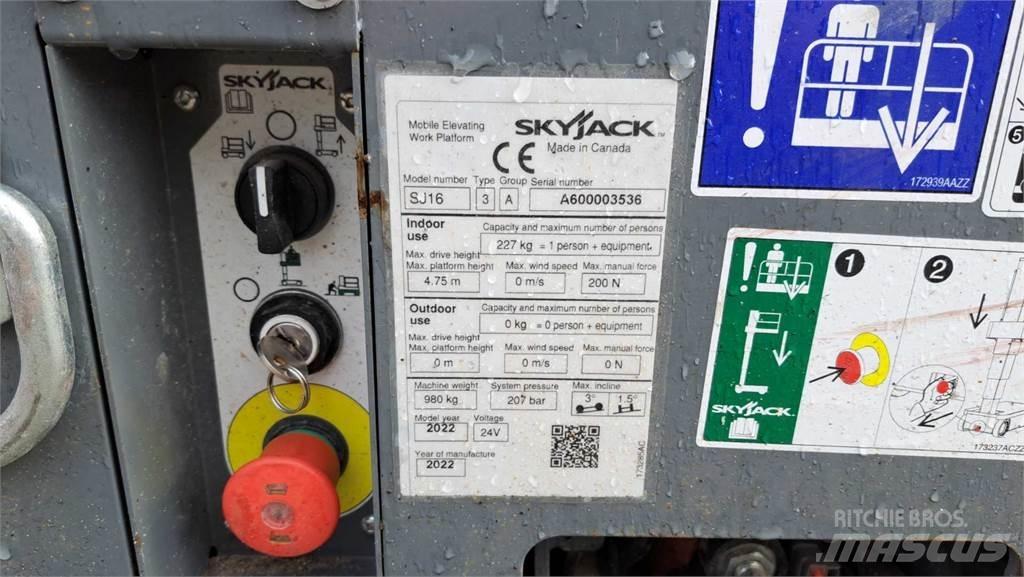 SKYJACK
Mobile Elevating
Work Platform
SKYJACK™
Made in Canada
CE
Model number Type Group Serial number
SJ16 3 A A600003536
Indoor
use
Capacity and maximum number of persons
227 kg = 1 person + equipment
Max. drive height
Max. platform height Max. wind speed Max. manual force
4.75 m 0 m/s 200 N
Outdoor
use
Capacity and maximum number of persons
0 kg = 0 person + equipment
Max. drive height
Max. platform height Max. wind speed Max. manual force
0 m 0 m/s 0 N
Machine weight System pressure Max. incline
980 kg 207 bar 3° 1.5°
Model year Voltage
2022 24V
Year of manufacture
2022
173285AC
172939AAZZ
5
1 2
SKYJACK.
173237ACZZ
RITCHIE BROS.
MASCUS